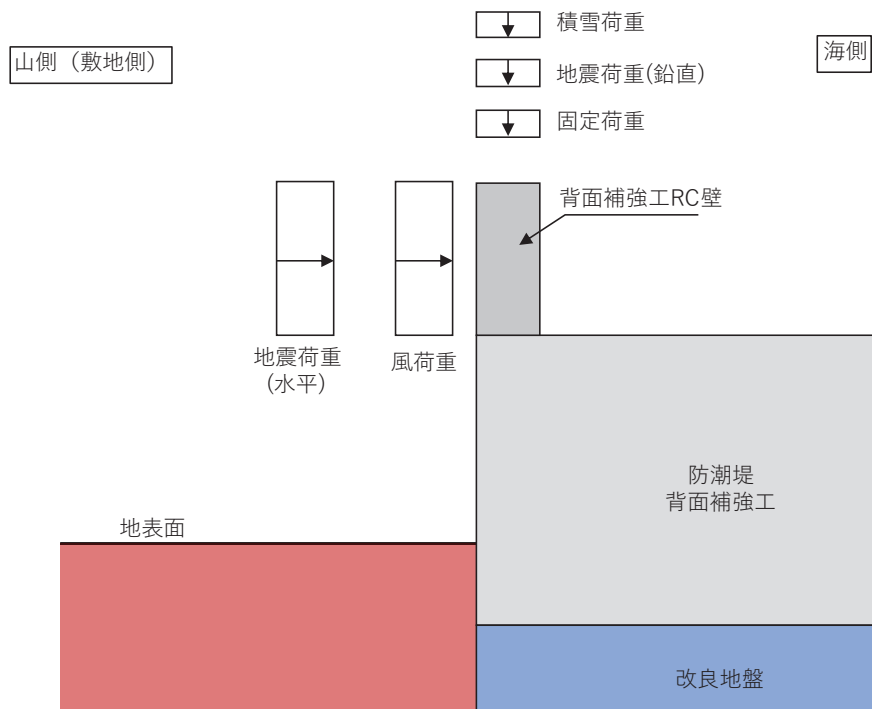 積雪荷重
山側（敷地側）
海側
地震荷重(鉛直)
固定荷重
背面補強工RC壁
地震荷重
(水平)
風荷重
防潮堤
背面補強工
地表面
改良地盤